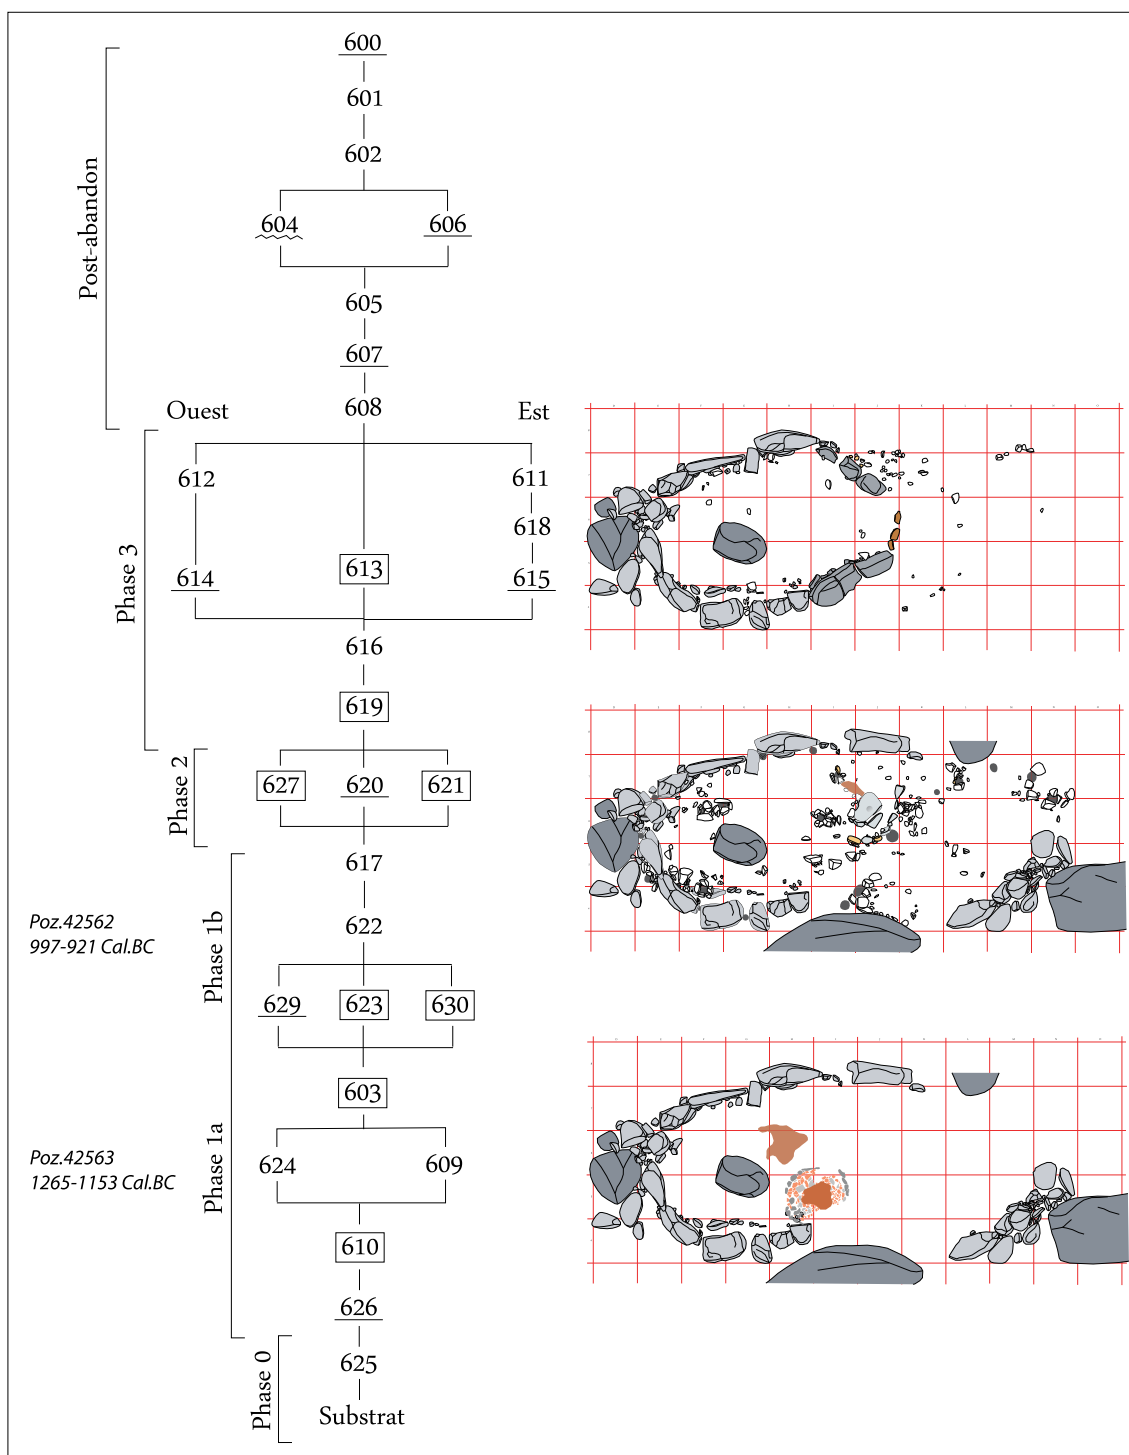 600
601
602
Post-abandon
604 606
605
607
Ouest 608 Est
612 611
618
Phase 3
614 613 615
616
619
Phase 2
627 620 621
617
Poz.42562
997-921 Cal.BC
Phase 1b
622
629 623 630
603
Poz.42563
1265-1153 Cal.BC
Phase 1a
624 609
610
626
Phase 0
625
Substrat